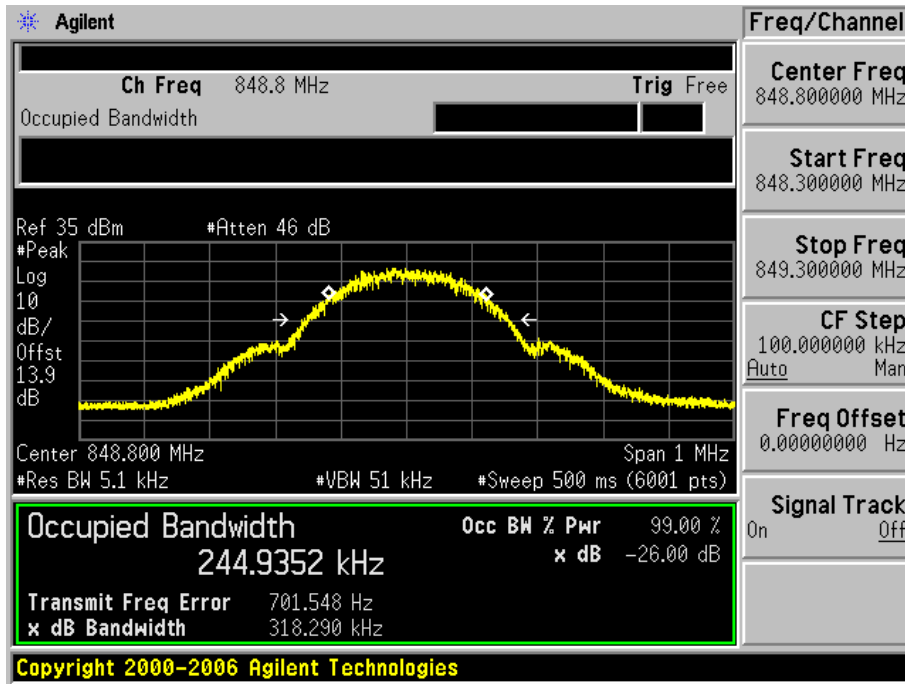 Agilent
Freq/Channel
Ch Freq 848.8 MHz Trig Free
Occupied Bandwidth
Center Freq
848.800000 MHz
Start Freq
848.300000 MHz
Stop Freq
849.300000 MHz
CF Step
100.000000 kHz
Auto Man
Freq Offset
0.00000000 Hz
Signal Track
On Off
Ref 35 dBm #Atten 46 dB
#Peak
Log
10
dB/
Offst
13.9
dB
Center 848.800 MHz Span 1 MHz
#Res BW 5.1 kHz #VBW 51 kHz #Sweep 500 ms (6001 pts)
Occupied Bandwidth
244.9352 kHz
Occ BW % Pwr 99.00 %
x dB -26.00 dB
Transmit Freq Error 701.548 Hz
x dB Bandwidth 318.290 kHz
Copyright 2000-2006 Agilent Technologies